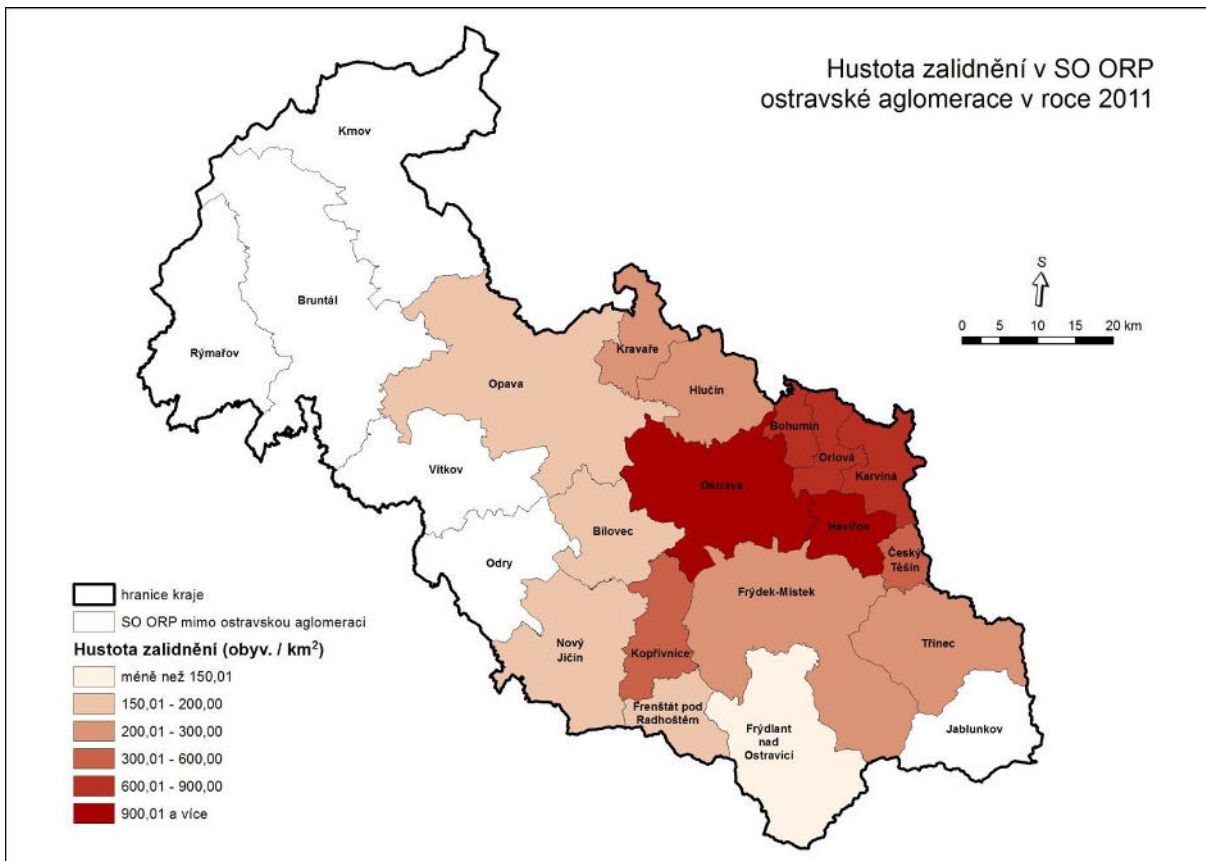 Hustota zalidnění v SO ORP
ostravské aglomerace v roce 2011
Krnov
S
0 5 10 15 20 km
Bruntál
Rýmařov
Kravaře
Opava
Hlučín
Bohumín
Orlová
Karviná
Vítkov
Ostrava
Havířov
Bílovec
Český
Těšín
Odry
Frýdek-Místek
Třinec
Nový
Jičín
Kopřivnice
Frenštát pod
Radhoštěm
Frýdlant
nad
Ostravicí
Jablunkov
hranice kraje
SO ORP mimo ostravskou aglomeraci
Hustota zalidnění (obyv. / km²)
méně než 150,01
150,01 - 200,00
200,01 - 300,00
300,01 - 600,00
600,01 - 900,00
900,01 a více